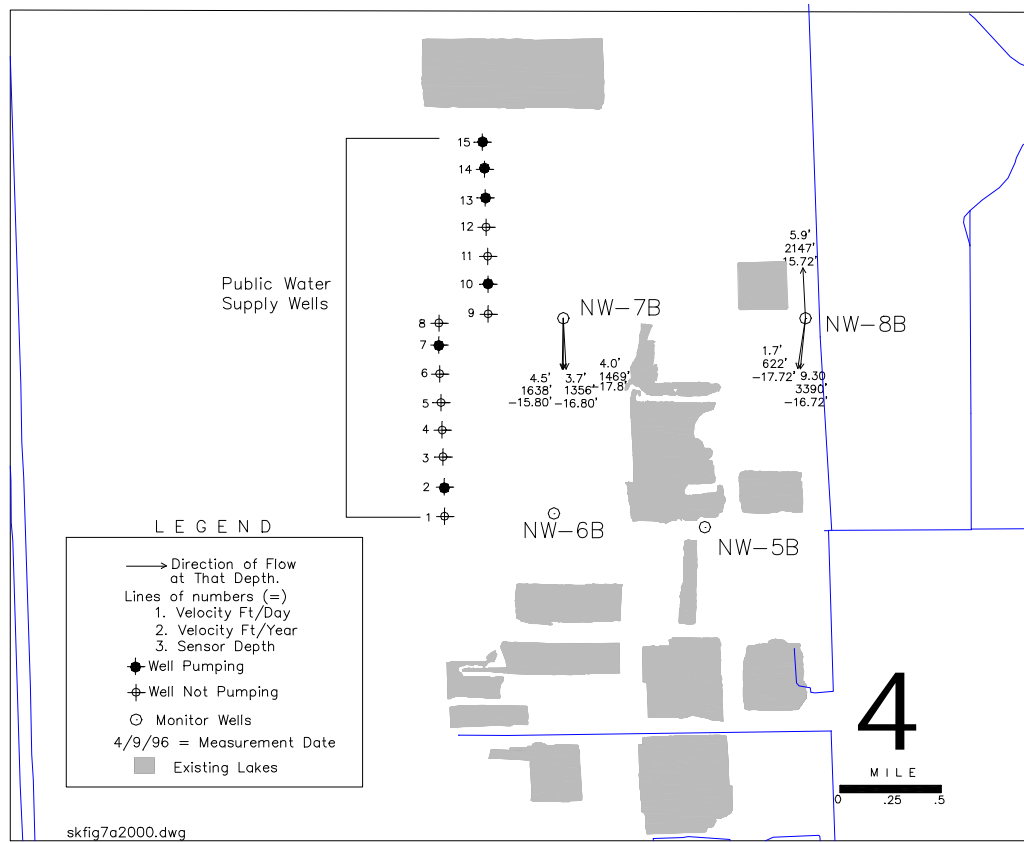 15
14
13
12
11
10
9
8
7
6
5
4
3
2
1
Public Water
Supply Wells
NW-7B
4.5'
1638'
-15.80'
3.7'
1356'
-16.80'
4.0'
1469'
-17.8'
5.9'
2147'
15.72'
NW-8B
1.7'
622'
-17.72'
9.30
3390'
-16.72'
NW-6B
NW-5B
LEGEND
Direction of Flow
at That Depth.
Lines of numbers (=)
1. Velocity Ft/Day
2. Velocity Ft/Year
3. Sensor Depth
Well Pumping
Well Not Pumping
Monitor Wells
4/9/96 = Measurement Date
Existing Lakes
4
MILE
0 .25 .5
skfig7a2000.dwg